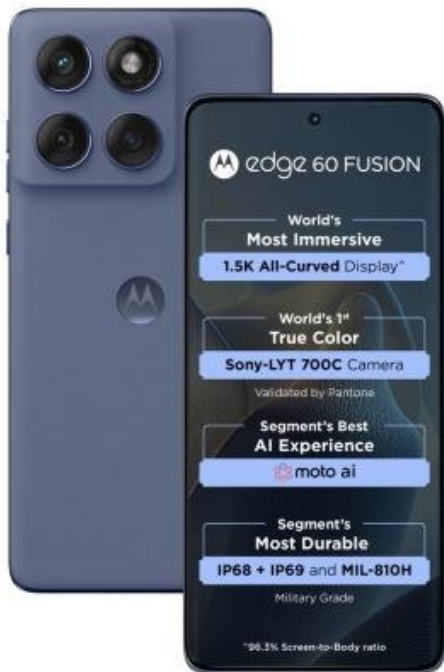 edge 60 FUSION
World's
Most Immersive
1.5K All-Curved Display^
World's 1st
True Color
Sony-LYT 700C Camera
Validated by Pantone
Segment's Best
AI Experience
moto ai
Segment's
Most Durable
IP68 + IP69 and MIL-810H
Military Grade
^96.3% Screen-to-Body ratio